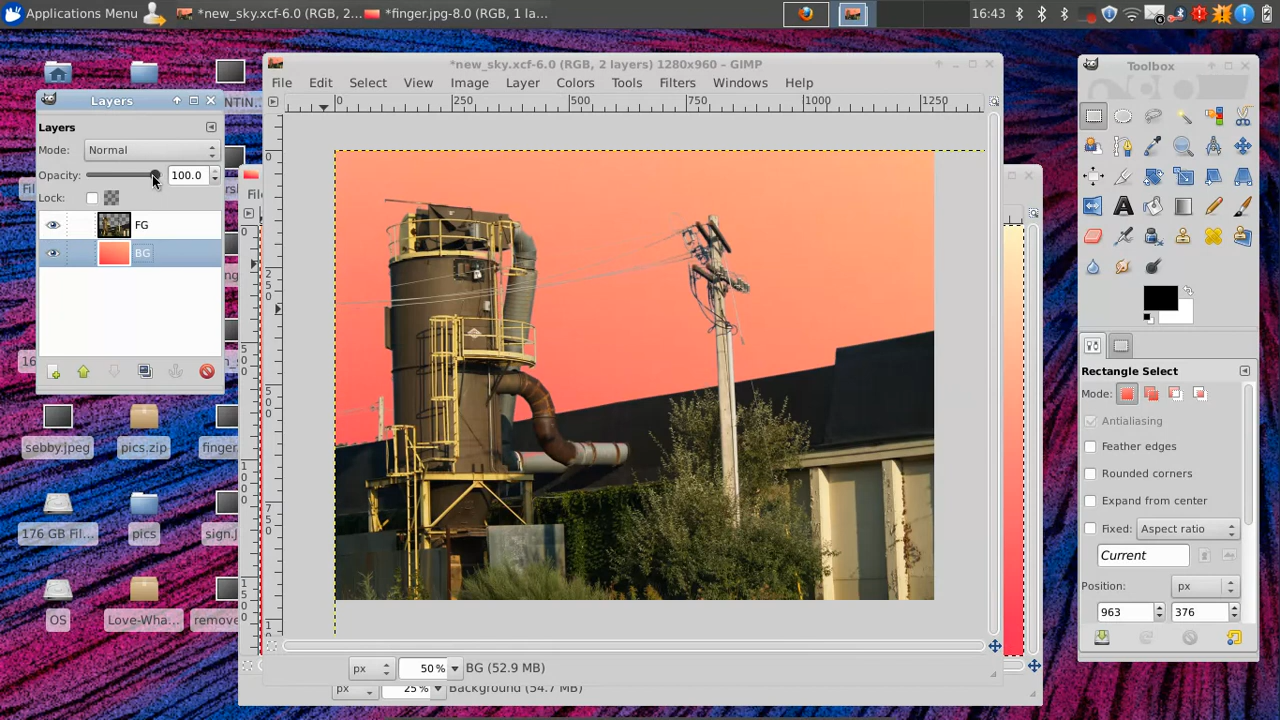 Applications Menu
*new_sky.xcf-6.0 (RGB, 2...
*finger.jpg-8.0 (RGB, 1 la...
16:43
*new_sky.xcf-6.0 (RGB, 2 layers) 1280x960 – GIMP
File Edit Select View Image Layer Colors Tools Filters Windows Help
0 250 500 750 1000 1250
Layers
Layers
Mode: Normal
Opacity: 100.0
Lock:
FG
BG
Toolbox
Rectangle Select
Mode:
Antialiasing
Feather edges
Rounded corners
Expand from center
Fixed: Aspect ratio
Current
Position: px
963 376
sebby.jpeg
pics.zip
finger...
176 GB Fil...
pics
sign.j
OS
Love-Wha...
remove
px 50 % BG (52.9 MB)
px 25 % Background (54.7 MB)